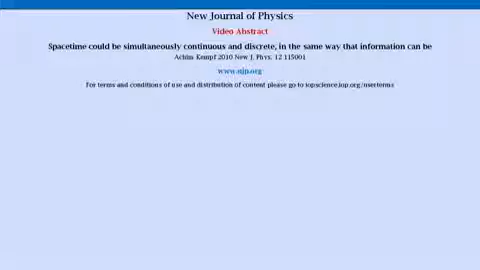 New Journal of Physics
Video Abstract
Spacetime could be simultaneously continuous and discrete, in the same way that information can be
Achim Kempf 2010 New J. Phys. 12 115001
www.njp.org
For terms and conditions of use and distribution of content please go to iopscience.iop.org/userterms